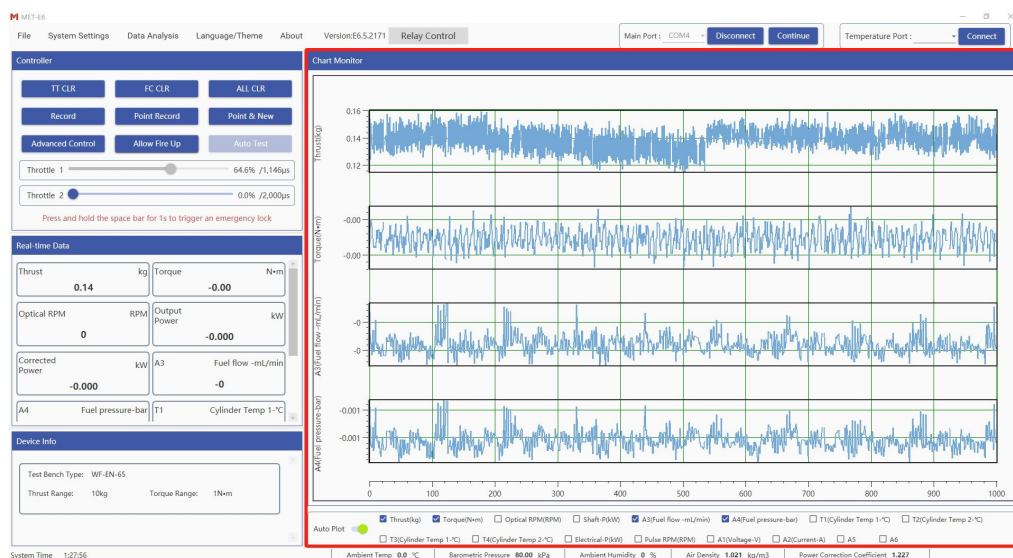 MET-E6
File System Settings Data Analysis Language/Theme About Version:E6.5.2171 Relay Control Main Port : COM4 Disconnect Continue Temperature Port : Connect
Controller
TT CLR FC CLR ALL CLR
Record Point Record Point & New
Advanced Control Allow Fire Up Auto Test
Throttle 1 64.6% /1,146μs
Throttle 2 0.0% /2,000μs
Press and hold the space bar for 1s to trigger an emergency lock
Real-time Data
Thrust kg Torque N•m
0.14 -0.00
Optical RPM RPM Output Power kW
0 -0.000
Corrected Power kW A3 Fuel flow -mL/min
-0.000 -0
A4 Fuel pressure-bar T1 Cylinder Temp 1-℃
Device Info
Test Bench Type: WF-EN-65
Thrust Range: 10kg Torque Range: 1N•m
Chart Monitor
Thrust(kg)
0.16
0.14
0.12
Torque(N•m)
-0.00
-0.00
A3(Fuel flow -mL/min)
-0
-0
A4(Fuel pressure-bar)
-0.001
-0.001
0 100 200 300 400 500 600 700 800 900 1000
Auto Plot
Thrust(kg) Torque(N•m) Optical RPM(RPM) Shaft-P(kW) A3(Fuel flow -mL/min) A4(Fuel pressure-bar) T1(Cylinder Temp 1-℃) T2(Cylinder Temp 2-℃)
T3(Cylinder Temp 1-℃) T4(Cylinder Temp 2-℃) Electrical-P(kW) Pulse RPM(RPM) A1(Voltage-V) A2(Current-A) A5 A6
System Time 1:27:56 Ambient Temp 0.0 ℃ Barometric Pressure 80.00 kPa Ambient Humidity 0 % Air Density 1.021 kg/m3 Power Correction Coefficient 1.227